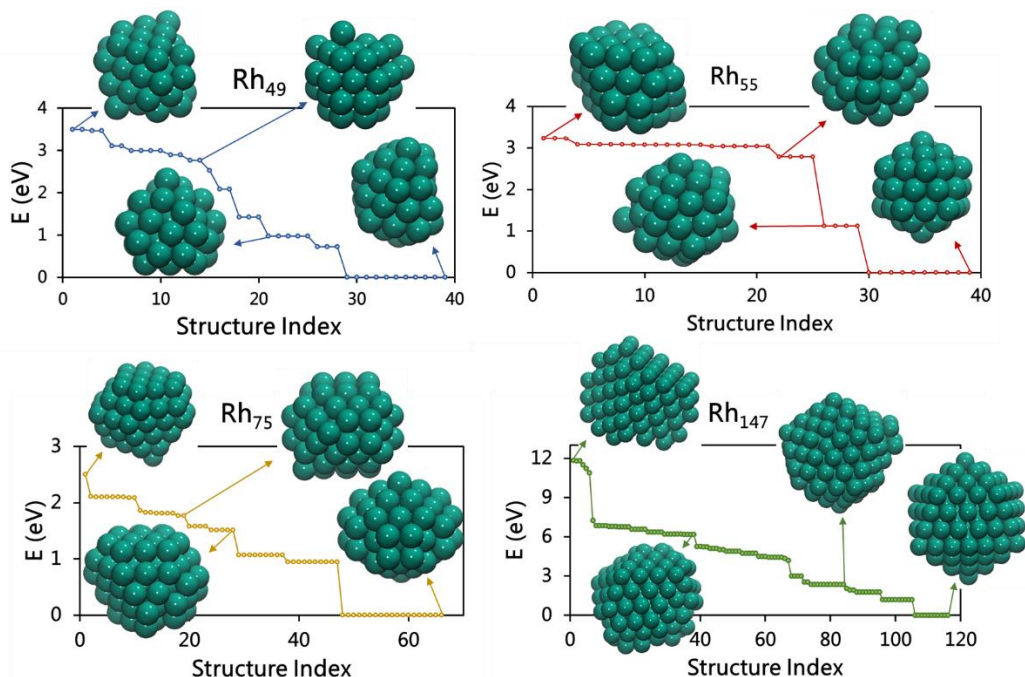 Rh49
E (eV)
4
3
2
1
0
0 10 20 30 40
Structure Index
Rh55
E (eV)
4
3
2
1
0
0 10 20 30 40
Structure Index
Rh75
E (eV)
3
2
1
0
0 20 40 60
Structure Index
Rh147
E (eV)
12
9
6
3
0
0 20 40 60 80 100 120
Structure Index